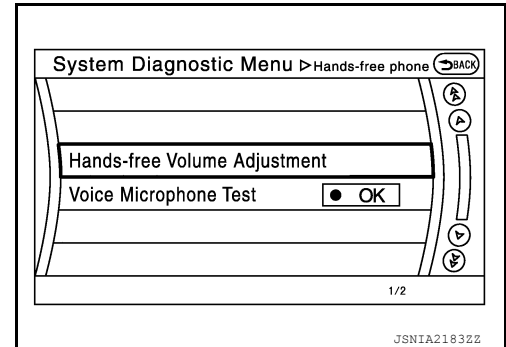 System Diagnostic Menu ▷Hands-free phone BACK
Hands-free Volume Adjustment
Voice Microphone Test ● OK
1/2
JSNIA2183ZZ